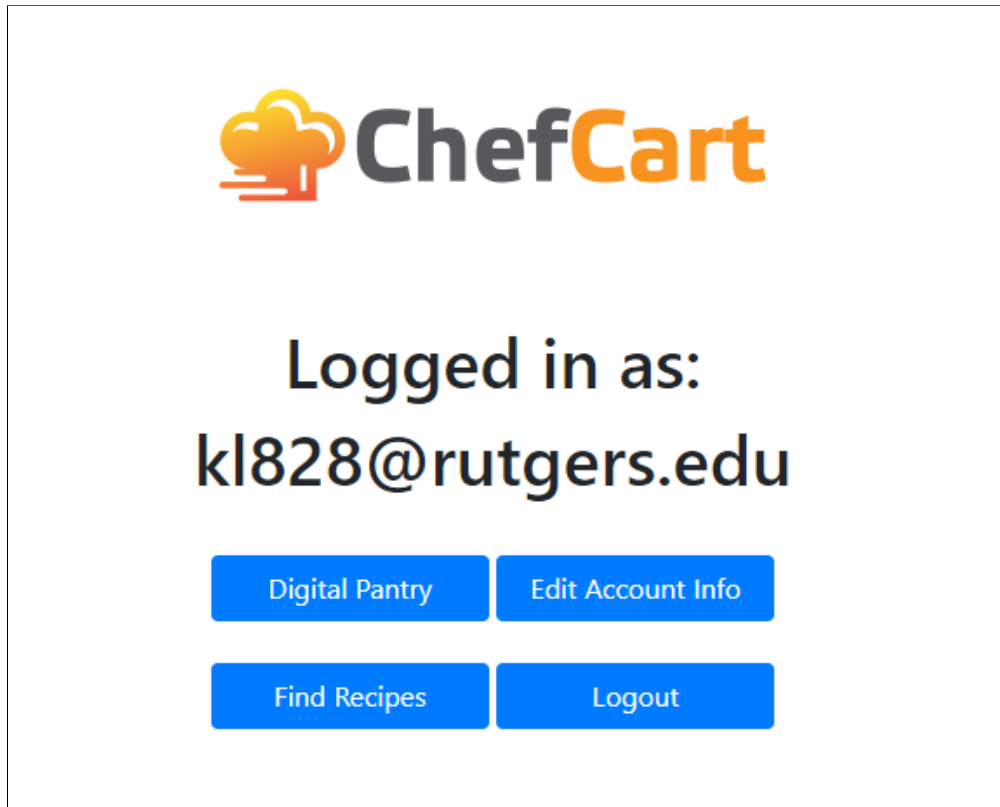 ChefCart
Logged in as:
kl828@rutgers.edu
Digital Pantry
Edit Account Info
Find Recipes
Logout